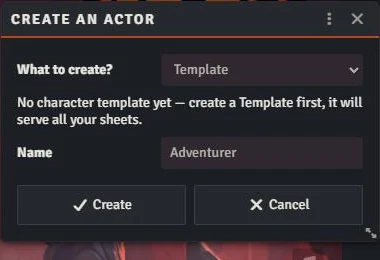 CREATE AN ACTOR
What to create? Template
No character template yet — create a Template first, it will
serve all your sheets.
Name Adventurer
Create Cancel